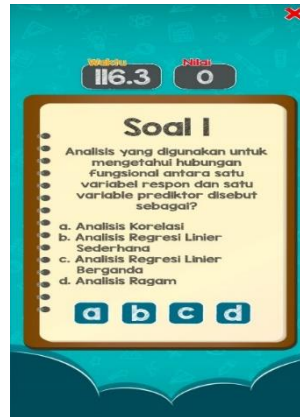 Waktu
Nilai
116.3
0
Soal 1
Analisis yang digunakan untuk
mengetahui hubungan
fungsional antara satu
variabel respon dan satu
variable prediktor disebut
sebagai?
a. Analisis Korelasi
b. Analisis Regresi Linier
Sederhana
c. Analisis Regresi Linier
Berganda
d. Analisis Ragam
a b c d